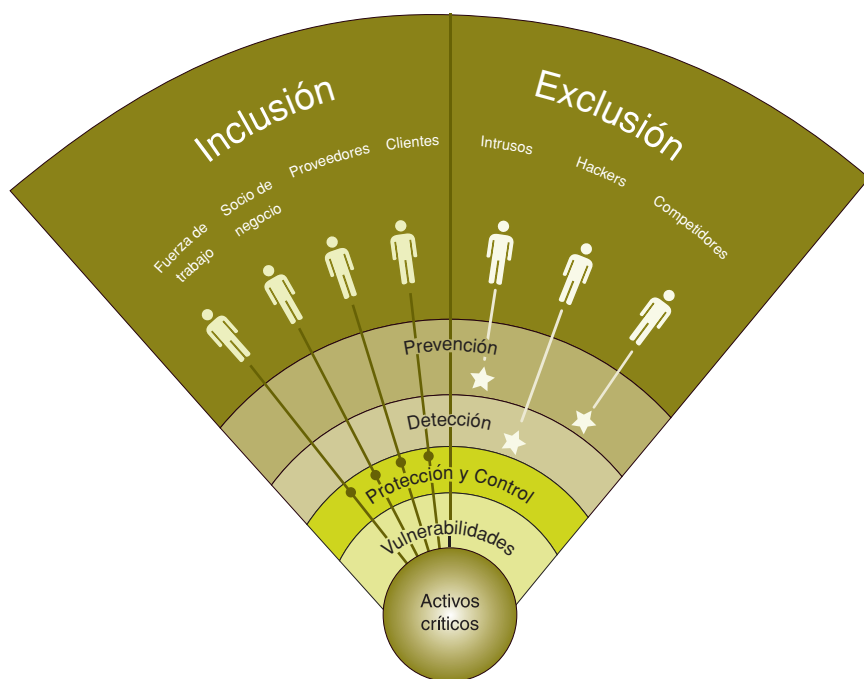 Inclusión
Exclusión
Fuerza de
trabajo
Socio de
negocio
Proveedores
Clientes
Intrusos
Hackers
Competidores
Prevención
Detección
Protección y Control
Vulnerabilidades
Activos
críticos